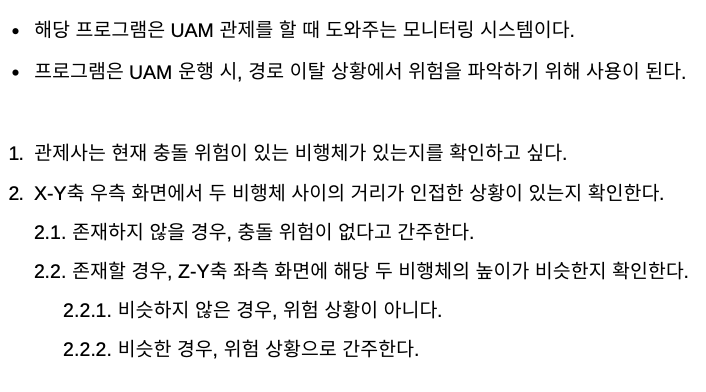 • 해당 프로그램은 UAM 관제를 할 때 도와주는 모니터링 시스템이다.
• 프로그램은 UAM 운행 시, 경로 이탈 상황에서 위험을 파악하기 위해 사용이 된다.
1. 관제사는 현재 충돌 위험이 있는 비행체가 있는지를 확인하고 싶다.
2. X-Y축 우측 화면에서 두 비행체 사이의 거리가 인접한 상황이 있는지 확인한다.
2.1. 존재하지 않을 경우, 충돌 위험이 없다고 간주한다.
2.2. 존재할 경우, Z-Y축 좌측 화면에 해당 두 비행체의 높이가 비슷한지 확인한다.
2.2.1. 비슷하지 않은 경우, 위험 상황이 아니다.
2.2.2. 비슷한 경우, 위험 상황으로 간주한다.